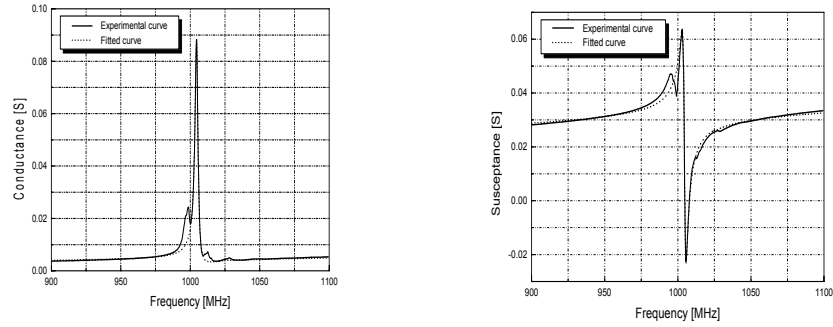 0.10
Experimental curve
Fitted curve
0.08
0.06
0.04
0.02
0.00
Conductance [S]
900 950 1000 1050 1100
Frequency [MHz]
Experimental curve
Fitted curve
0.06
0.04
0.02
0.00
-0.02
Susceptance [S]
900 950 1000 1050 1100
Frequency [MHz]